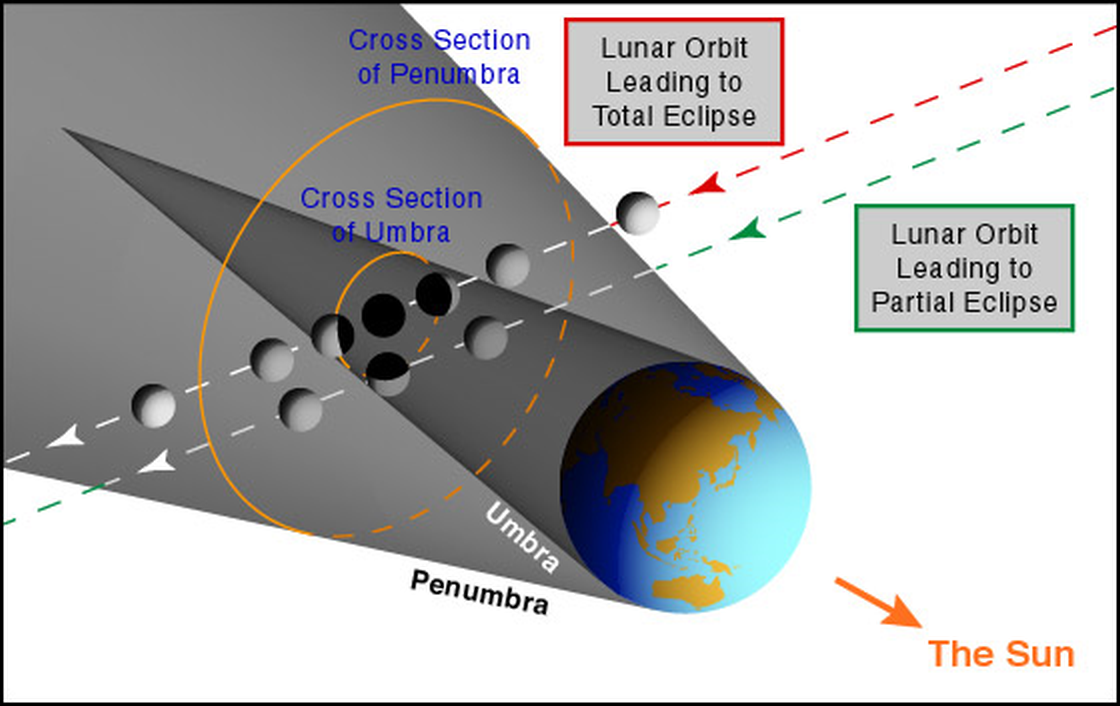 Cross Section
of Penumbra
Lunar Orbit
Leading to
Total Eclipse
Cross Section
of Umbra
Lunar Orbit
Leading to
Partial Eclipse
Umbra
Penumbra
The Sun